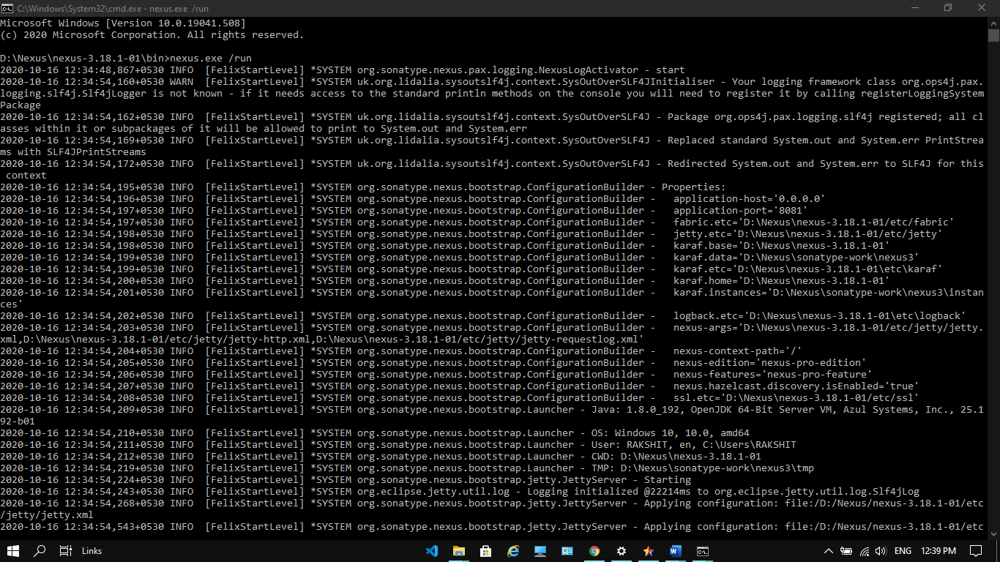 C:\Windows\System32\cmd.exe - nexus.exe /run
Microsoft Windows [Version 10.0.19041.508]
(c) 2020 Microsoft Corporation. All rights reserved.
D:\Nexus\nexus-3.18.1-01\bin>nexus.exe /run
2020-10-16 12:34:48,867+0530 INFO  [FelixStartLevel] *SYSTEM org.sonatype.nexus.pax.logging.NexusLogActivator - start
2020-10-16 12:34:54,160+0530 WARN  [FelixStartLevel] *SYSTEM uk.org.lidalia.sysoutslf4j.context.SysOutOverSLF4JInitialiser - Your logging framework class org.ops4j.pax.
logging.slf4j.Slf4jLogger is not known - if it needs access to the standard println methods on the console you will need to register it by calling registerLoggingSystem
Package
2020-10-16 12:34:54,162+0530 INFO  [FelixStartLevel] *SYSTEM uk.org.lidalia.sysoutslf4j.context.SysOutOverSLF4J - Package org.ops4j.pax.logging.slf4j registered; all cl
asses within it or subpackages of it will be allowed to print to System.out and System.err
2020-10-16 12:34:54,169+0530 INFO  [FelixStartLevel] *SYSTEM uk.org.lidalia.sysoutslf4j.context.SysOutOverSLF4J - Replaced standard System.out and System.err PrintStrea
ms with SLF4JPrintStreams
2020-10-16 12:34:54,172+0530 INFO  [FelixStartLevel] *SYSTEM uk.org.lidalia.sysoutslf4j.context.SysOutOverSLF4J - Redirected System.out and System.err to SLF4J for this
 context
2020-10-16 12:34:54,195+0530 INFO  [FelixStartLevel] *SYSTEM org.sonatype.nexus.bootstrap.ConfigurationBuilder - Properties:
2020-10-16 12:34:54,196+0530 INFO  [FelixStartLevel] *SYSTEM org.sonatype.nexus.bootstrap.ConfigurationBuilder -   application-host='0.0.0.0'
2020-10-16 12:34:54,197+0530 INFO  [FelixStartLevel] *SYSTEM org.sonatype.nexus.bootstrap.ConfigurationBuilder -   application-port='8081'
2020-10-16 12:34:54,197+0530 INFO  [FelixStartLevel] *SYSTEM org.sonatype.nexus.bootstrap.ConfigurationBuilder -   fabric.etc='D:\Nexus\nexus-3.18.1-01/etc/fabric'
2020-10-16 12:34:54,198+0530 INFO  [FelixStartLevel] *SYSTEM org.sonatype.nexus.bootstrap.ConfigurationBuilder -   jetty.etc='D:\Nexus\nexus-3.18.1-01/etc/jetty'
2020-10-16 12:34:54,198+0530 INFO  [FelixStartLevel] *SYSTEM org.sonatype.nexus.bootstrap.ConfigurationBuilder -   karaf.base='D:\Nexus\nexus-3.18.1-01'
2020-10-16 12:34:54,199+0530 INFO  [FelixStartLevel] *SYSTEM org.sonatype.nexus.bootstrap.ConfigurationBuilder -   karaf.data='D:\Nexus\sonatype-work\nexus3'
2020-10-16 12:34:54,199+0530 INFO  [FelixStartLevel] *SYSTEM org.sonatype.nexus.bootstrap.ConfigurationBuilder -   karaf.etc='D:\Nexus\nexus-3.18.1-01\etc\karaf'
2020-10-16 12:34:54,200+0530 INFO  [FelixStartLevel] *SYSTEM org.sonatype.nexus.bootstrap.ConfigurationBuilder -   karaf.home='D:\Nexus\nexus-3.18.1-01'
2020-10-16 12:34:54,201+0530 INFO  [FelixStartLevel] *SYSTEM org.sonatype.nexus.bootstrap.ConfigurationBuilder -   karaf.instances='D:\Nexus\sonatype-work\nexus3\instan
ces'
2020-10-16 12:34:54,202+0530 INFO  [FelixStartLevel] *SYSTEM org.sonatype.nexus.bootstrap.ConfigurationBuilder -   logback.etc='D:\Nexus\nexus-3.18.1-01\etc\logback'
2020-10-16 12:34:54,203+0530 INFO  [FelixStartLevel] *SYSTEM org.sonatype.nexus.bootstrap.ConfigurationBuilder -   nexus-args='D:\Nexus\nexus-3.18.1-01/etc/jetty/jetty.
xml,D:\Nexus\nexus-3.18.1-01/etc/jetty/jetty-http.xml,D:\Nexus\nexus-3.18.1-01/etc/jetty/jetty-requestlog.xml'
2020-10-16 12:34:54,204+0530 INFO  [FelixStartLevel] *SYSTEM org.sonatype.nexus.bootstrap.ConfigurationBuilder -   nexus-context-path='/'
2020-10-16 12:34:54,205+0530 INFO  [FelixStartLevel] *SYSTEM org.sonatype.nexus.bootstrap.ConfigurationBuilder -   nexus-edition='nexus-pro-edition'
2020-10-16 12:34:54,206+0530 INFO  [FelixStartLevel] *SYSTEM org.sonatype.nexus.bootstrap.ConfigurationBuilder -   nexus-features='nexus-pro-feature'
2020-10-16 12:34:54,207+0530 INFO  [FelixStartLevel] *SYSTEM org.sonatype.nexus.bootstrap.ConfigurationBuilder -   nexus.hazelcast.discovery.isEnabled='true'
2020-10-16 12:34:54,208+0530 INFO  [FelixStartLevel] *SYSTEM org.sonatype.nexus.bootstrap.ConfigurationBuilder -   ssl.etc='D:\Nexus\nexus-3.18.1-01/etc/ssl'
2020-10-16 12:34:54,209+0530 INFO  [FelixStartLevel] *SYSTEM org.sonatype.nexus.bootstrap.Launcher - Java: 1.8.0_192, OpenJDK 64-Bit Server VM, Azul Systems, Inc., 25.1
92-b01
2020-10-16 12:34:54,210+0530 INFO  [FelixStartLevel] *SYSTEM org.sonatype.nexus.bootstrap.Launcher - OS: Windows 10, 10.0, amd64
2020-10-16 12:34:54,211+0530 INFO  [FelixStartLevel] *SYSTEM org.sonatype.nexus.bootstrap.Launcher - User: RAKSHIT, en, C:\Users\RAKSHIT
2020-10-16 12:34:54,212+0530 INFO  [FelixStartLevel] *SYSTEM org.sonatype.nexus.bootstrap.Launcher - CWD: D:\Nexus\nexus-3.18.1-01
2020-10-16 12:34:54,219+0530 INFO  [FelixStartLevel] *SYSTEM org.sonatype.nexus.bootstrap.Launcher - TMP: D:\Nexus\sonatype-work\nexus3\tmp
2020-10-16 12:34:54,224+0530 INFO  [FelixStartLevel] *SYSTEM org.sonatype.nexus.bootstrap.jetty.JettyServer - Starting
2020-10-16 12:34:54,243+0530 INFO  [FelixStartLevel] *SYSTEM org.eclipse.jetty.util.log - Logging initialized @22214ms to org.eclipse.jetty.util.log.Slf4jLog
2020-10-16 12:34:54,268+0530 INFO  [FelixStartLevel] *SYSTEM org.sonatype.nexus.bootstrap.jetty.JettyServer - Applying configuration: file:/D:/Nexus/nexus-3.18.1-01/etc
/jetty/jetty.xml
2020-10-16 12:34:54,543+0530 INFO  [FelixStartLevel] *SYSTEM org.sonatype.nexus.bootstrap.jetty.JettyServer - Applying configuration: file:/D:/Nexus/nexus-3.18.1-01/etc
Links
ENG
12:39 PM